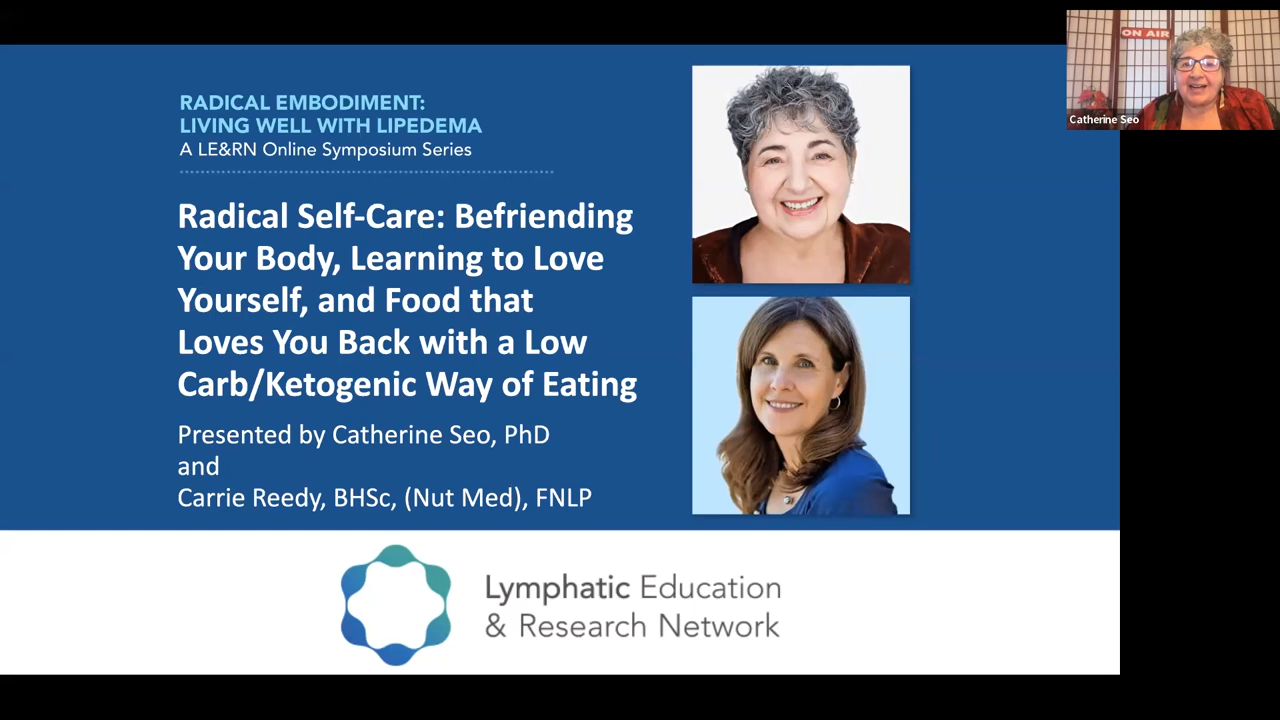 RADICAL EMBODIMENT:
LIVING WELL WITH LIPEDEMA
A LE&RN Online Symposium Series
Radical Self-Care: Befriending
Your Body, Learning to Love
Yourself, and Food that
Loves You Back with a Low
Carb/Ketogenic Way of Eating
Presented by Catherine Seo, PhD
and
Carrie Reedy, BHSc, (Nut Med), FNLP
Lymphatic Education
& Research Network
ON AIR
Catherine Seo